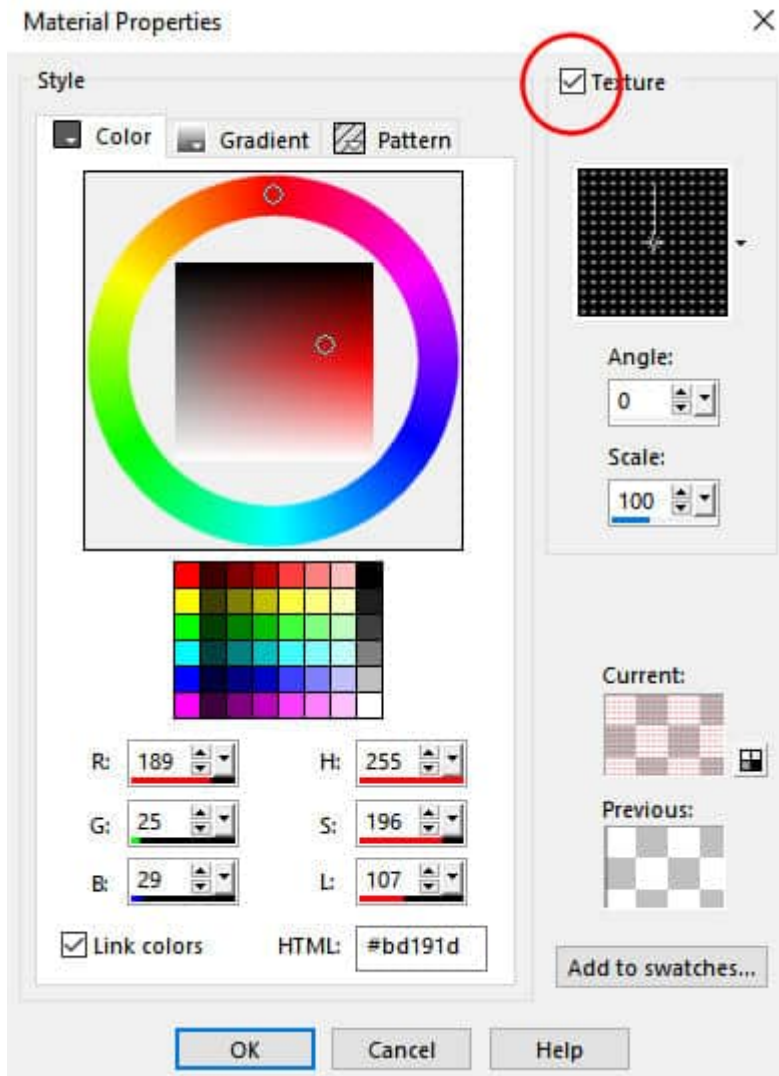 Material Properties
Style
Texture
Color Gradient Pattern
Angle:
0
Scale:
100
Current:
R: 189 H: 255
Previous:
G: 25 S: 196
B: 29 L: 107
Link colors HTML: #bd191d
Add to swatches...
OK Cancel Help